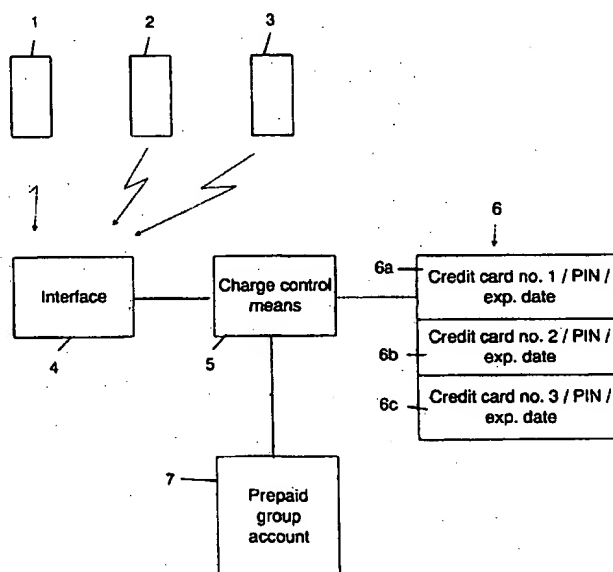 1
2
3
Interface
4
Charge control
means
5
6
6a
Credit card no. 1 / PIN /
exp. date
6b
Credit card no. 2 / PIN /
exp. date
6c
Credit card no. 3 / PIN /
exp. date
7
Prepaid
group
account